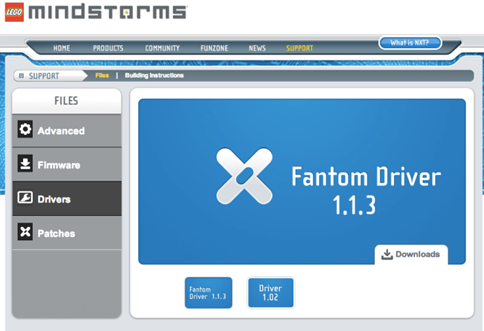 LEGO mindstorms
HOME PRODUCTS COMMUNITY FUNZONE NEWS SUPPORT What is NXT?
SUPPORT Files | Building Instructions
FILES
Advanced
Firmware
Drivers
Patches
Fantom Driver
1.1.3
Downloads
Fantom
Driver 1.1.3
Driver
1.02